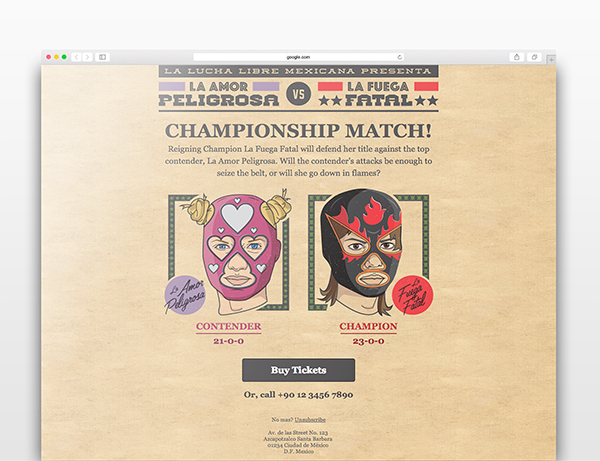 google.com
LA LUCHA LIBRE MEXICANA PRESENTA
LA AMOR
PELIGROSA
VS
LA FUEGA
FATAL
CHAMPIONSHIP MATCH!
Reigning Champion La Fuega Fatal will defend her title against the top
contender, La Amor Peligrosa. Will the contender's attacks be enough to
seize the belt, or will she go down in flames?
La
Amor
Peligrosa
La
Fuega
Fatal
CONTENDER
21-0-0
CHAMPION
23-0-0
Buy Tickets
Or, call +90 12 3456 7890
No mas? Unsubscribe
Av. de las Street No. 123
Azcapotzalco Santa Barbara
01234 Ciudad de México
D.F. Mexico